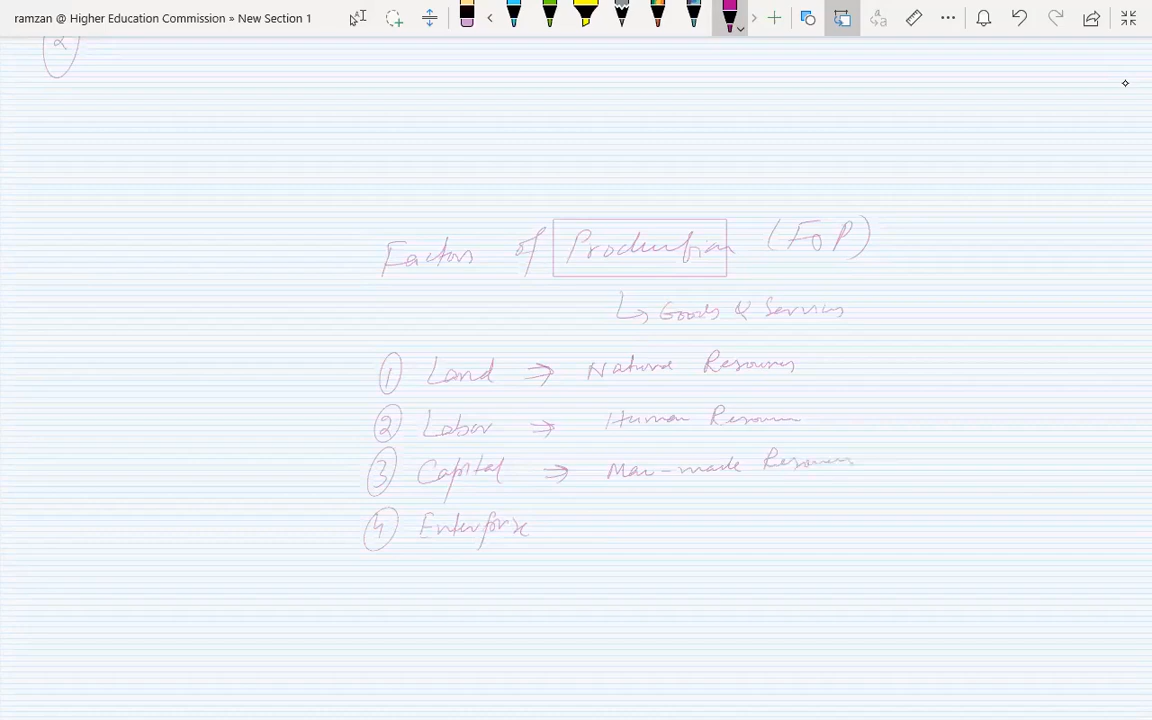 ramzan @ Higher Education Commission » New Section 1
2
Factors of Production (FOP)
↳ Goods & Services
① Land ⇒ Natural Resources
② Labor ⇒ Human Resources
③ Capital ⇒ Man-made Resources
④ Enterprise